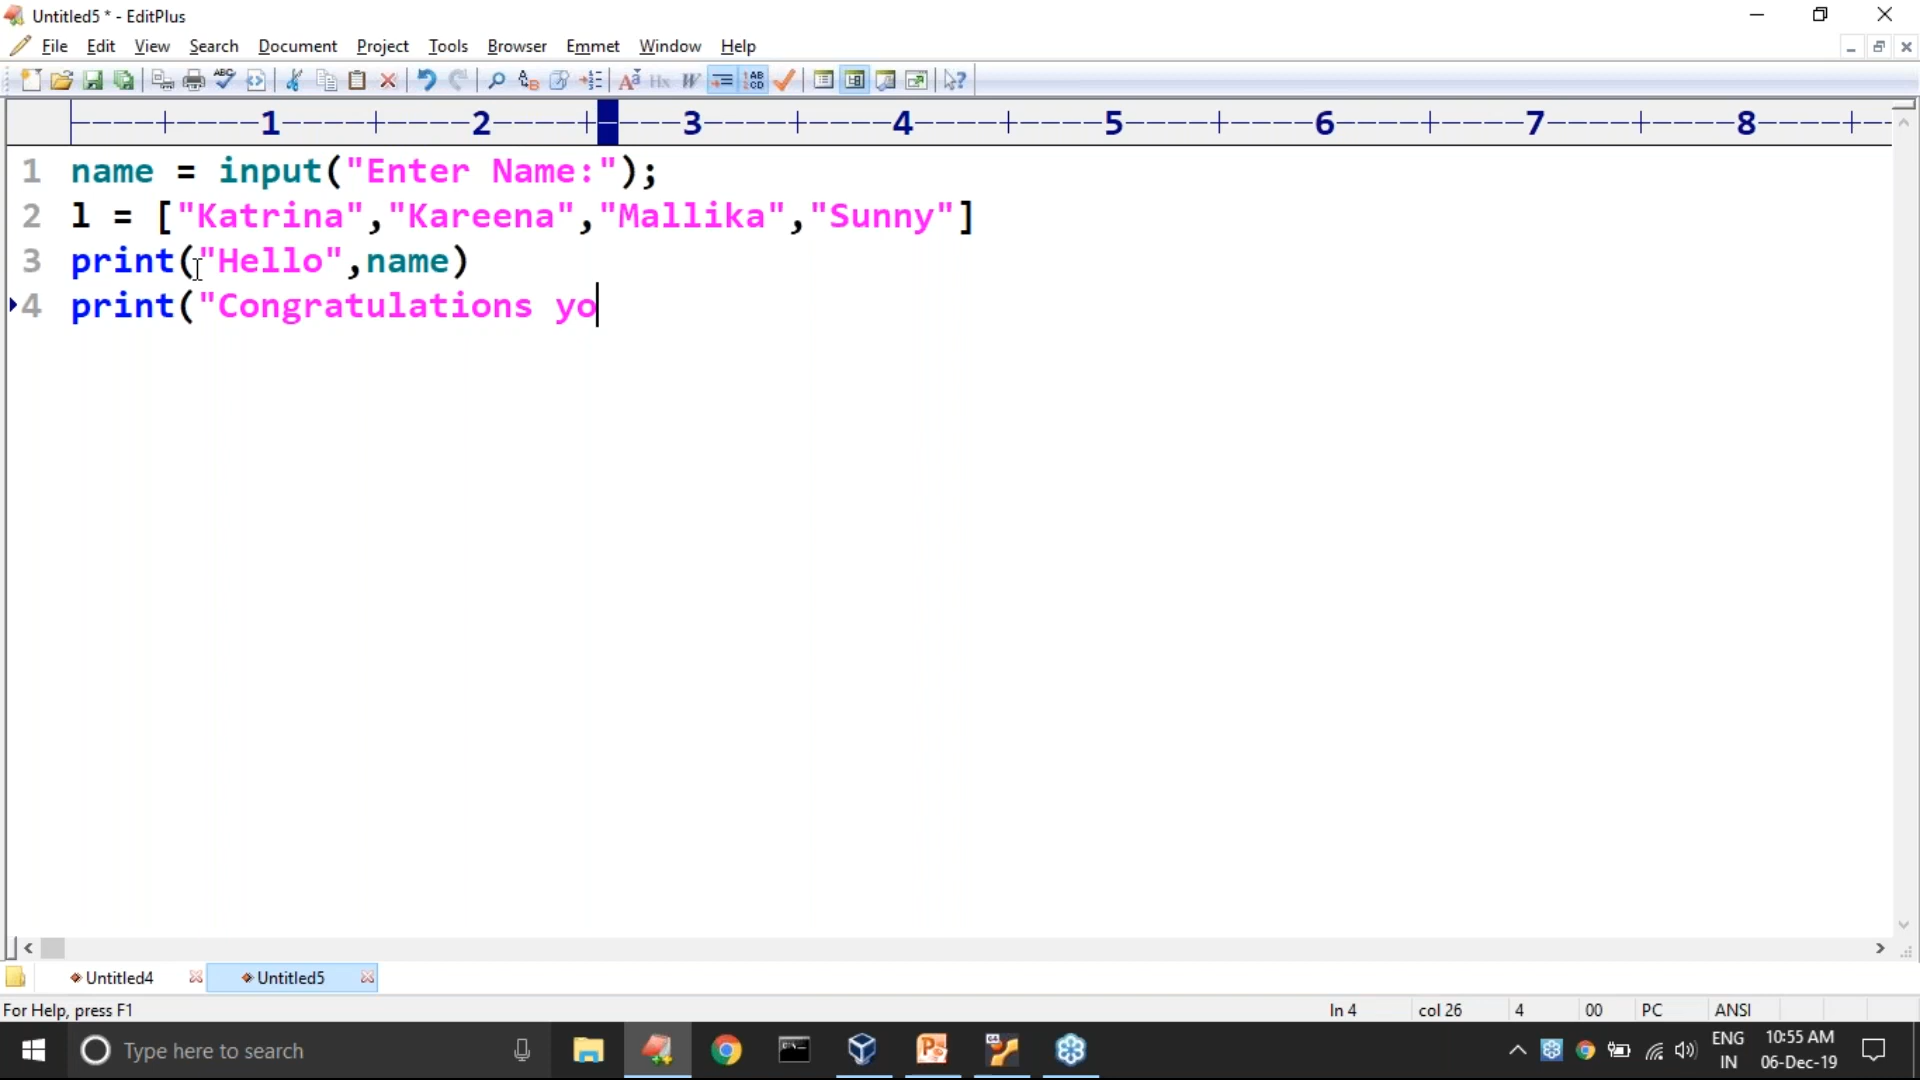 Untitled5 * - EditPlus
File Edit View Search Document Project Tools Browser Emmet Window Help
----+----1----+----2----+----3----+----4----+----5----+----6----+----7----+----8----+--
1 name = input("Enter Name:");
2 l = ["Katrina","Kareena","Mallika","Sunny"]
3 print("Hello",name)
4 print("Congratulations yo
Untitled4 Untitled5
For Help, press F1 ln 4 col 26 4 00 PC ANSI
Type here to search ENG 10:55 AM
IN 06-Dec-19